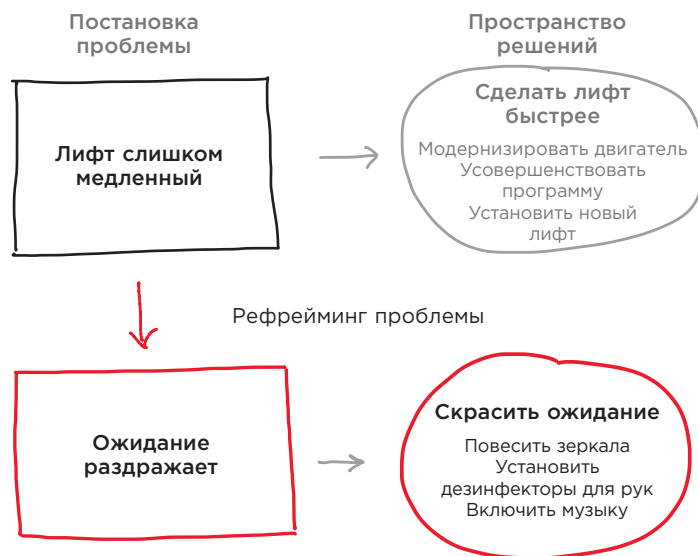 Постановка
проблемы
Пространство
решений
Лифт слишком
медленный
Сделать лифт
быстрее
Модернизировать двигатель
Усовершенствовать
программу
Установить новый
лифт
Рефрейминг проблемы
Ожидание
раздражает
Скрасить ожидание
Повесить зеркала
Установить
дезинфекторы для рук
Включить музыку